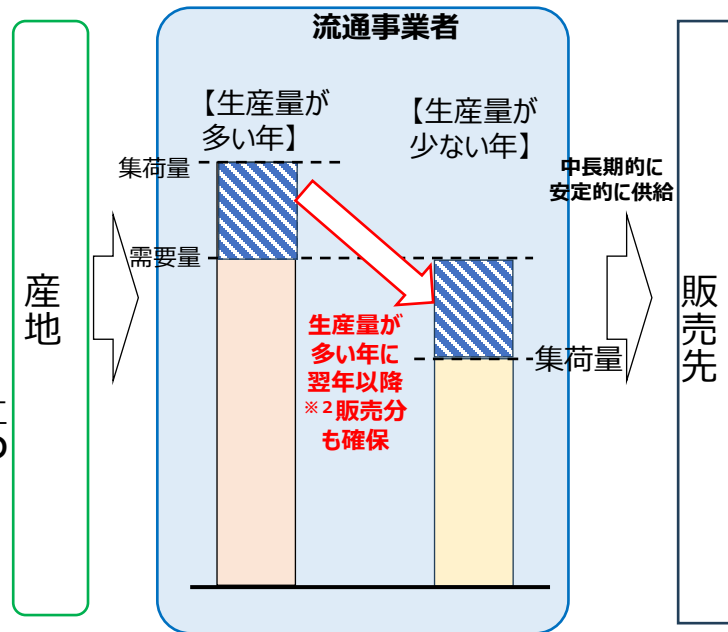 流通事業者
【生産量が
多い年】
【生産量が
少ない年】
集荷量
需要量
産地
生産量が
多い年に
翌年以降
※2販売分
も確保
集荷量
中長期的に
安定的に供給
販売先